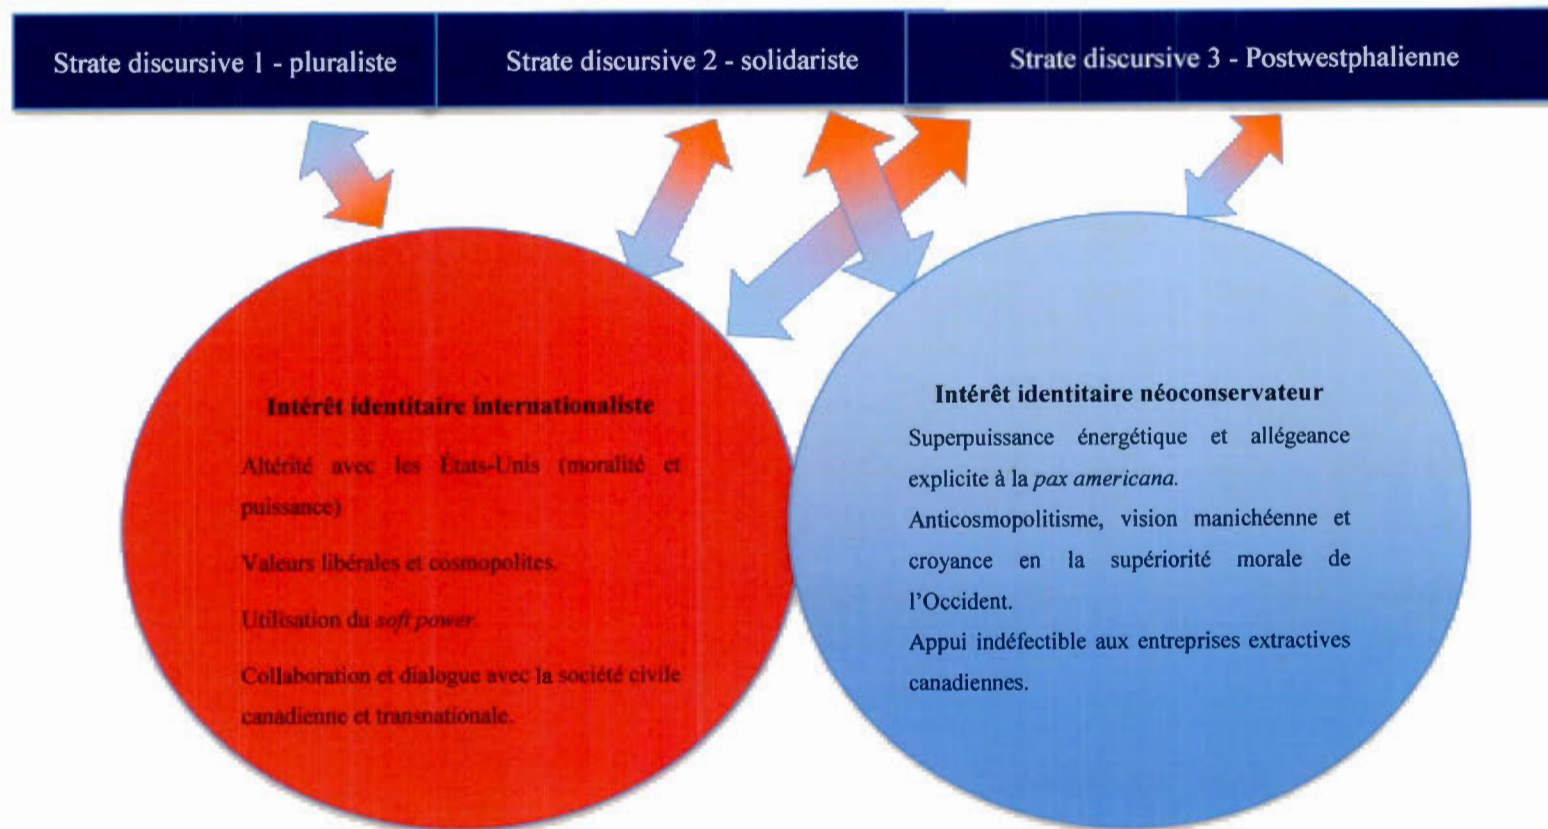 Strate discursive 1 - pluraliste
Strate discursive 2 - solidariste
Strate discursive 3 - Postwestphalienne
Intérêt identitaire internationaliste
Altérité avec les États-Unis (moralité et
puissance)
Valeurs libérales et cosmopolites.
Utilisation du soft power.
Collaboration et dialogue avec la société civile
canadienne et transnationale.
Intérêt identitaire néoconservateur
Superpuissance énergétique et allégeance
explicite à la pax americana.
Anticosmopolitisme, vision manichéenne et
croyance en la supériorité morale de
l'Occident.
Appui indéfectible aux entreprises extractives
canadiennes.